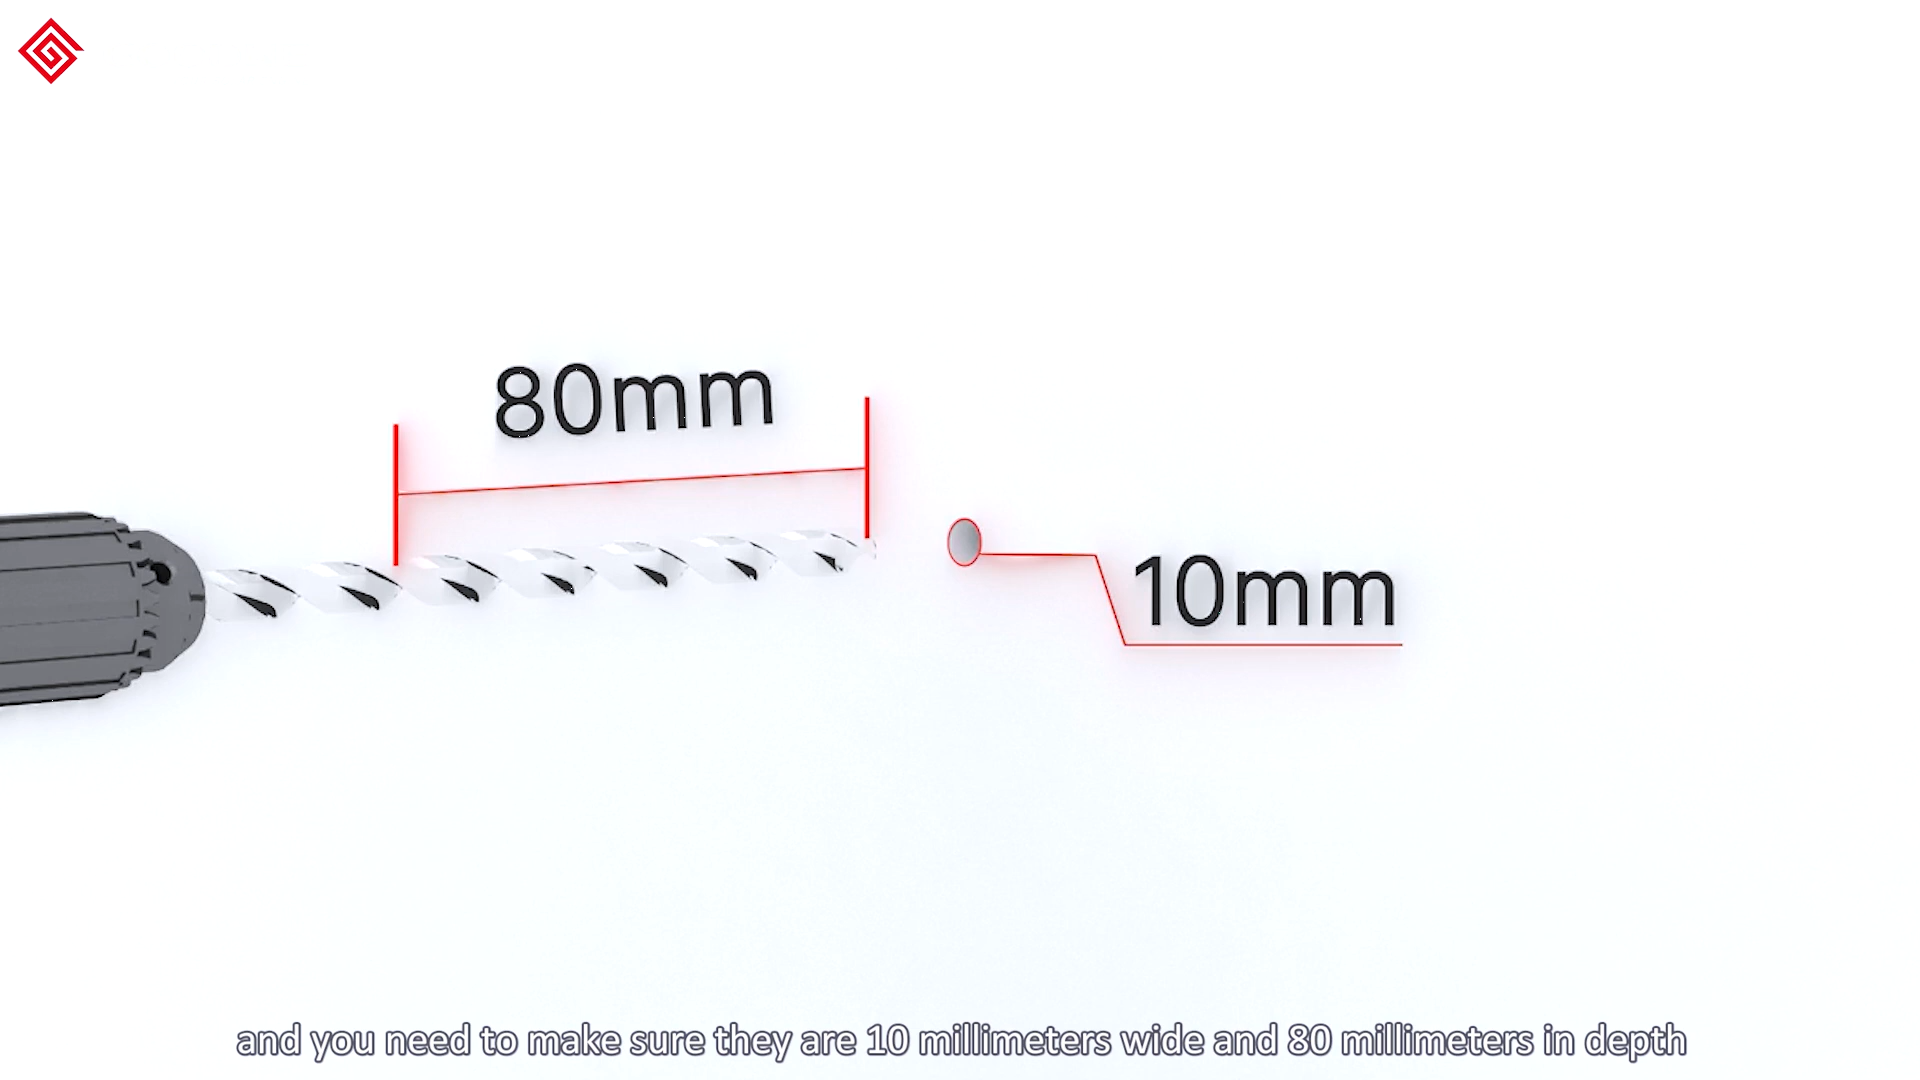 80mm
10mm
and you need to make sure they are 10 millimeters wide and 80 millimeters in depth